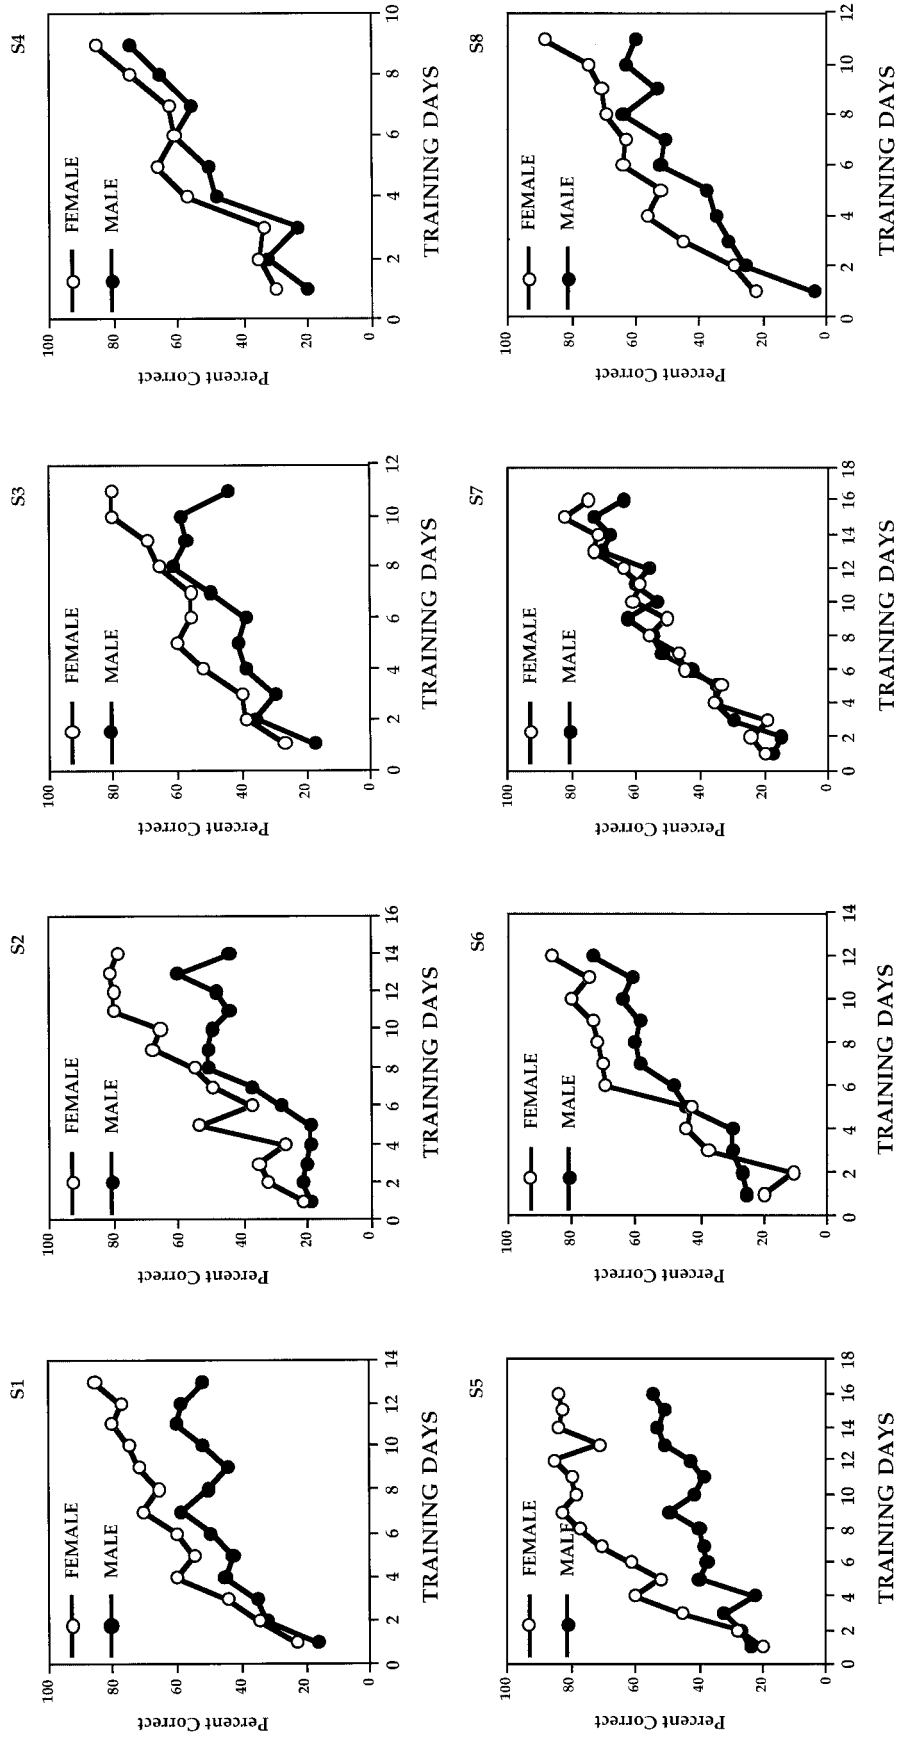 S1
FEMALE
MALE
Percent Correct
100
80
60
40
20
0
0 2 4 6 8 10 12 14
TRAINING DAYS
S2
FEMALE
MALE
Percent Correct
100
80
60
40
20
0
0 2 4 6 8 10 12 14 16
TRAINING DAYS
S3
FEMALE
MALE
Percent Correct
100
80
60
40
20
0
0 2 4 6 8 10 12
TRAINING DAYS
S4
FEMALE
MALE
Percent Correct
100
80
60
40
20
0
0 2 4 6 8 10
TRAINING DAYS
S5
FEMALE
MALE
Percent Correct
100
80
60
40
20
0
0 2 4 6 8 10 12 14 16 18
TRAINING DAYS
S6
FEMALE
MALE
Percent Correct
100
80
60
40
20
0
0 2 4 6 8 10 12 14
TRAINING DAYS
S7
FEMALE
MALE
Percent Correct
100
80
60
40
20
0
0 2 4 6 8 10 12 14 16 18
TRAINING DAYS
S8
FEMALE
MALE
Percent Correct
100
80
60
40
20
0
0 2 4 6 8 10 12
TRAINING DAYS